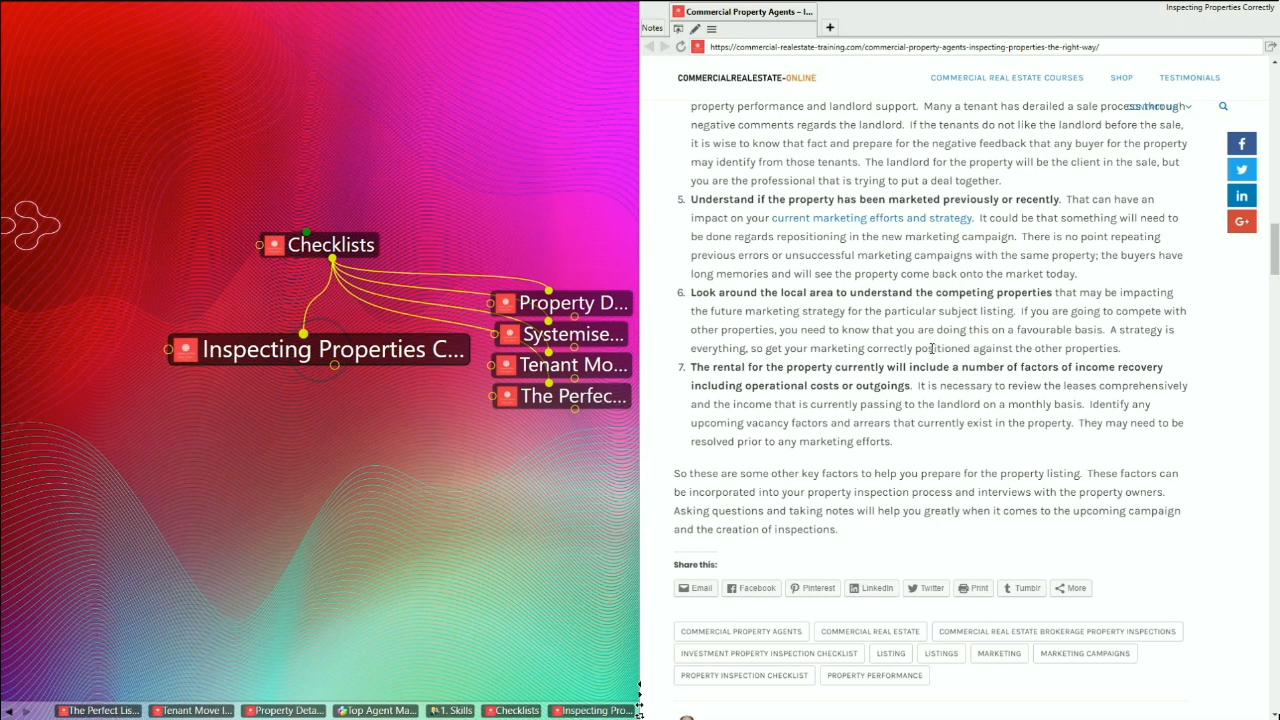 Inspecting Properties Correctly
Commercial Property Agents – I...
Notes
https://commercial-realestate-training.com/commercial-property-agents-inspecting-properties-the-right-way/
COMMERCIALREALESTATE-ONLINE
COMMERCIAL REAL ESTATE COURSES
SHOP
TESTIMONIALS
property performance and landlord support. Many a tenant has derailed a sale process through
negative comments regards the landlord. If the tenants do not like the landlord before the sale,
it is wise to know that fact and prepare for the negative feedback that any buyer for the property
may identify from those tenants. The landlord for the property will be the client in the sale, but
you are the professional that is trying to put a deal together.
5. Understand if the property has been marketed previously or recently. That can have an
impact on your current marketing efforts and strategy. It could be that something will need to
be done regards repositioning in the new marketing campaign. There is no point repeating
previous errors or unsuccessful marketing campaigns with the same property; the buyers have
long memories and will see the property come back onto the market today.
6. Look around the local area to understand the competing properties that may be impacting
the future marketing strategy for the particular subject listing. If you are going to compete with
other properties, you need to know that you are doing this on a favourable basis. A strategy is
everything, so get your marketing correctly positioned against the other properties.
7. The rental for the property currently will include a number of factors of income recovery
including operational costs or outgoings. It is necessary to review the leases comprehensively
and the income that is currently passing to the landlord on a monthly basis. Identify any
upcoming vacancy factors and arrears that currently exist in the property. They may need to be
resolved prior to any marketing efforts.
So these are some other key factors to help you prepare for the property listing. These factors can
be incorporated into your property inspection process and interviews with the property owners.
Asking questions and taking notes will help you greatly when it comes to the upcoming campaign
and the creation of inspections.
Share this:
Email
Facebook
Pinterest
LinkedIn
Twitter
Print
Tumblr
More
COMMERCIAL PROPERTY AGENTS
COMMERCIAL REAL ESTATE
COMMERCIAL REAL ESTATE BROKERAGE PROPERTY INSPECTIONS
INVESTMENT PROPERTY INSPECTION CHECKLIST
LISTING
LISTINGS
MARKETING
MARKETING CAMPAIGNS
PROPERTY INSPECTION CHECKLIST
PROPERTY PERFORMANCE
Checklists
Inspecting Properties C...
Property D...
Systemise...
Tenant Mo...
The Perfec...
The Perfect Lis...
Tenant Move I...
Property Deta...
Top Agent Ma...
1. Skills
Checklists
Inspecting Pro...